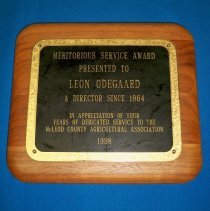 MERITORIOUS SERVICE AWARD
PRESENTED TO
LEON ODEGAARD
A DIRECTOR SINCE 1964
IN APPRECIATION OF YOUR
YEARS OF DEDICATED SERVICE TO THE
McLEOD COUNTY AGRICULTURAL ASSOCIATION
1998